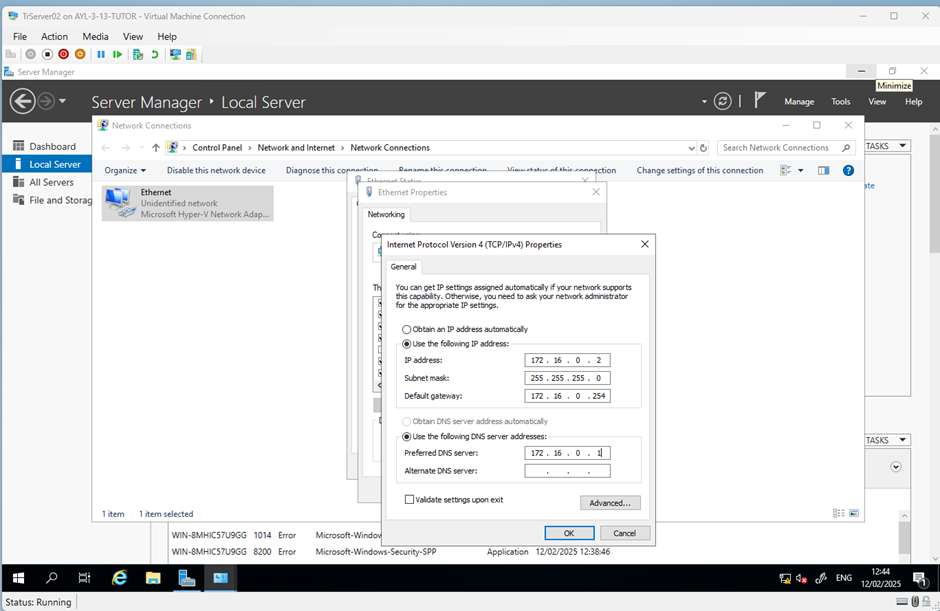 TrServer02 on AYL-3-13-TUTOR - Virtual Machine Connection
File Action Media View Help
Server Manager
Minimize
Server Manager ‣ Local Server
Manage Tools View Help
Dashboard
Local Server
All Servers
File and Storag
TASKS
Network Connections
Control Panel > Network and Internet > Network Connections
Search Network Connections
Organize
Disable this network device
Diagnose this connection
Rename this connection
View status of this connection
Change settings of this connection
Ethernet
Unidentified network
Microsoft Hyper-V Network Adap...
Ethernet Status
Ethernet Properties
Networking
Internet Protocol Version 4 (TCP/IPv4) Properties
General
You can get IP settings assigned automatically if your network supports
this capability. Otherwise, you need to ask your network administrator
for the appropriate IP settings.
Obtain an IP address automatically
Use the following IP address:
IP address: 172 . 16 . 0 . 2
Subnet mask: 255 . 255 . 255 . 0
Default gateway: 172 . 16 . 0 . 254
Obtain DNS server address automatically
Use the following DNS server addresses:
Preferred DNS server: 172 . 16 . 0 . 1
Alternate DNS server: . . .
Validate settings upon exit
Advanced...
OK Cancel
TASKS
1 item 1 item selected
WIN-8MHIC57U9GG 1014 Error Microsoft-Window
WIN-8MHIC57U9GG 8200 Error Microsoft-Windows-Security-SPP Application 12/02/2025 12:38:46
ENG
12:44
12/02/2025
1
Status: Running